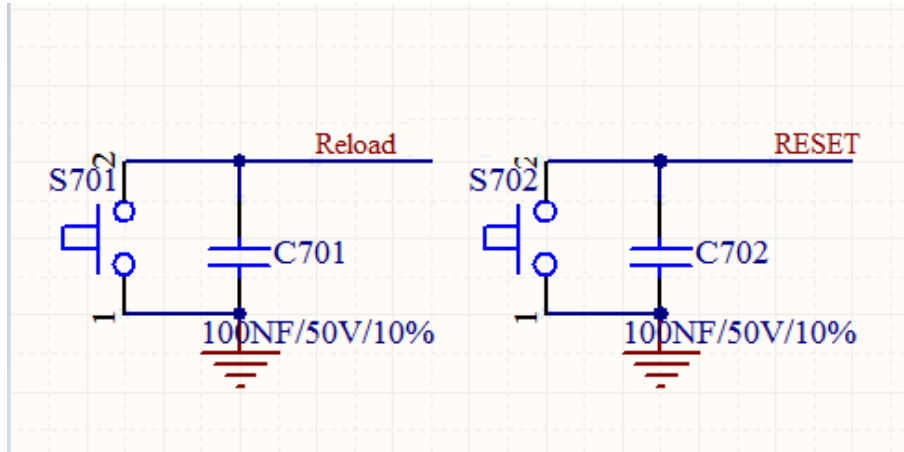 Reload
RESET
2
2
S701
S702
C701
C702
1
1
100NF/50V/10%
100NF/50V/10%